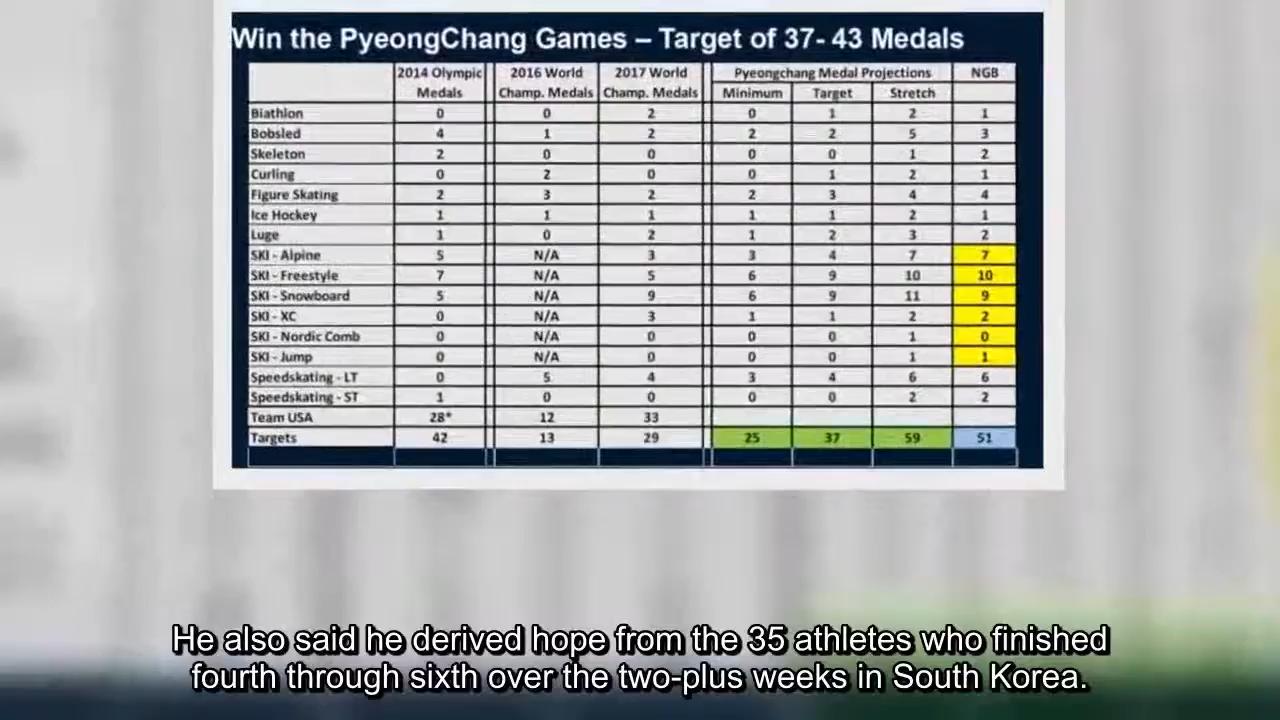 Win the PyeongChang Games – Target of 37- 43 Medals
2014 Olympic 2016 World 2017 World Pyeongchang Medal Projections NGB
Medals Champ. Medals Champ. Medals Minimum Target Stretch
Biathlon 0 0 2 0 1 2 1
Bobsled 4 1 2 2 2 5 3
Skeleton 2 0 0 0 0 1 2
Curling 0 2 0 0 1 2 1
Figure Skating 2 3 2 2 3 4 4
Ice Hockey 1 1 1 1 1 2 1
Luge 1 0 2 1 2 3 2
SKI - Alpine 5 N/A 3 3 4 7 7
SKI - Freestyle 7 N/A 5 6 9 10 10
SKI - Snowboard 5 N/A 9 6 9 11 9
SKI - XC 0 N/A 3 1 1 2 2
SKI - Nordic Comb 0 N/A 0 0 0 1 0
SKI - Jump 0 N/A 0 0 0 1 1
Speedskating - LT 0 5 4 3 4 6 6
Speedskating - ST 1 0 0 0 0 2 2
Team USA 28* 12 33
Targets 42 13 29 25 37 59 51
He also said he derived hope from the 35 athletes who finished
fourth through sixth over the two-plus weeks in South Korea.